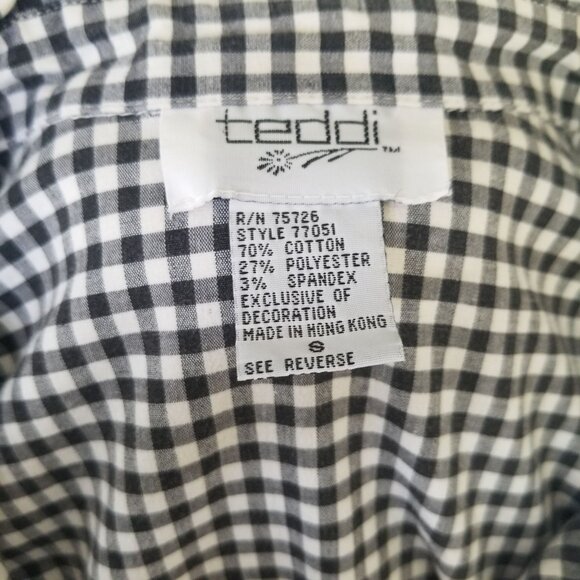 teddi TM
R/N 75726
STYLE 77051
70% COTTON
27% POLYESTER
3% SPANDEX
EXCLUSIVE OF
DECORATION
MADE IN HONG KONG
S
SEE REVERSE